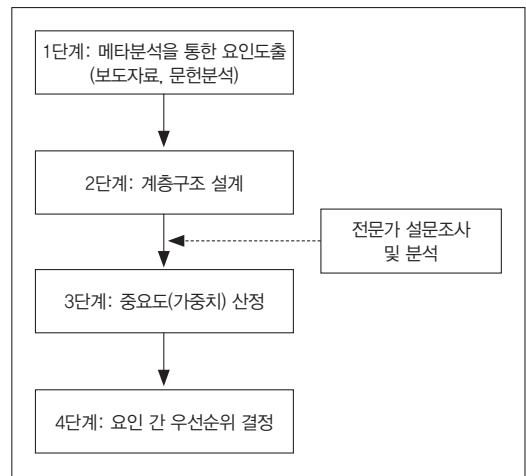 1단계: 메타분석을 통한 요인도출
(보도자료, 문헌분석)
2단계: 계층구조 설계
전문가 설문조사
및 분석
3단계: 중요도(가중치) 산정
4단계: 요인 간 우선순위 결정